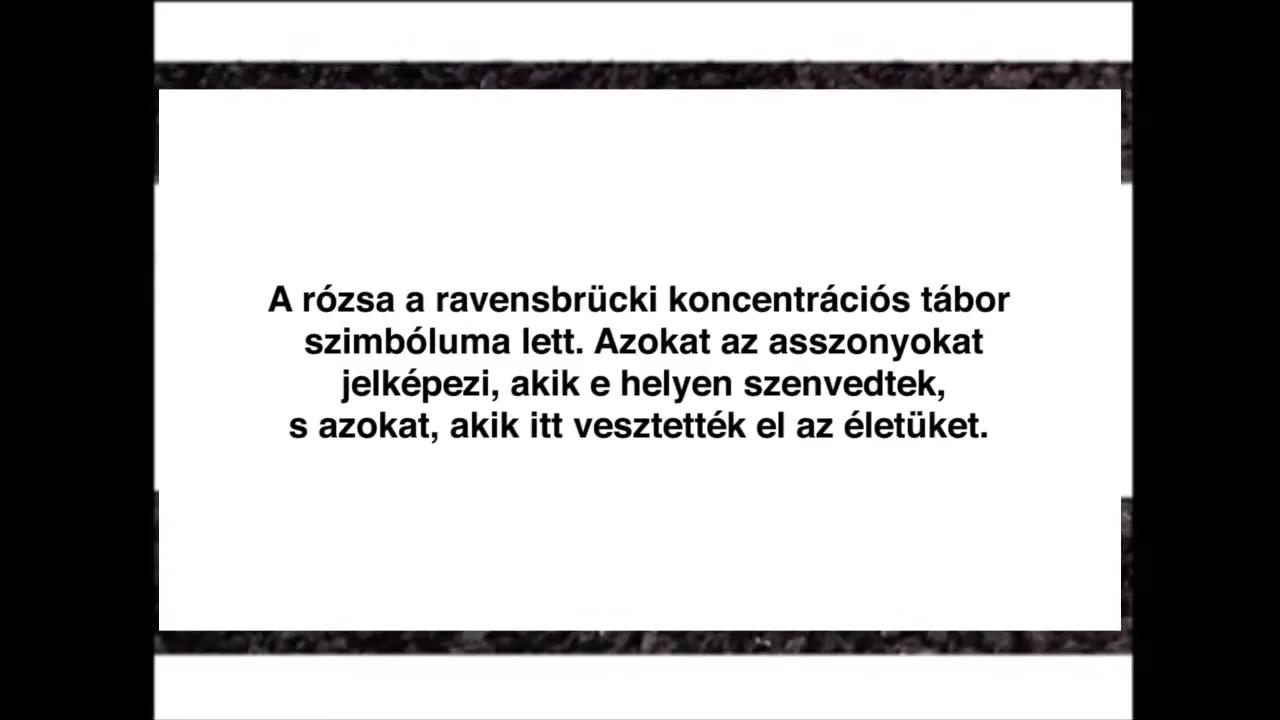 A rózsa a ravensbrücki koncentrációs tábor
szimbóluma lett. Azokat az asszonyokat
jelképezi, akik e helyen szenvedtek,
s azokat, akik itt vesztették el az életüket.